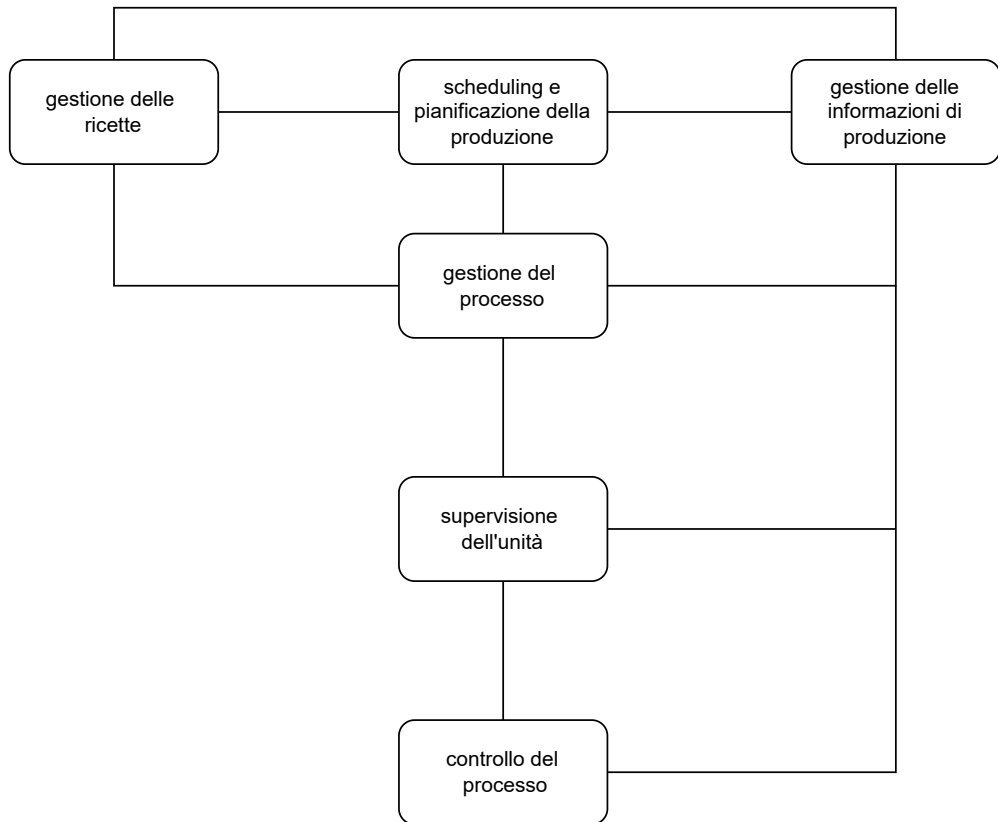 gestione delle
ricette
scheduling e
pianificazione della
produzione
gestione delle
informazioni di
produzione
gestione del
processo
supervisione
dell'unità
controllo del
processo